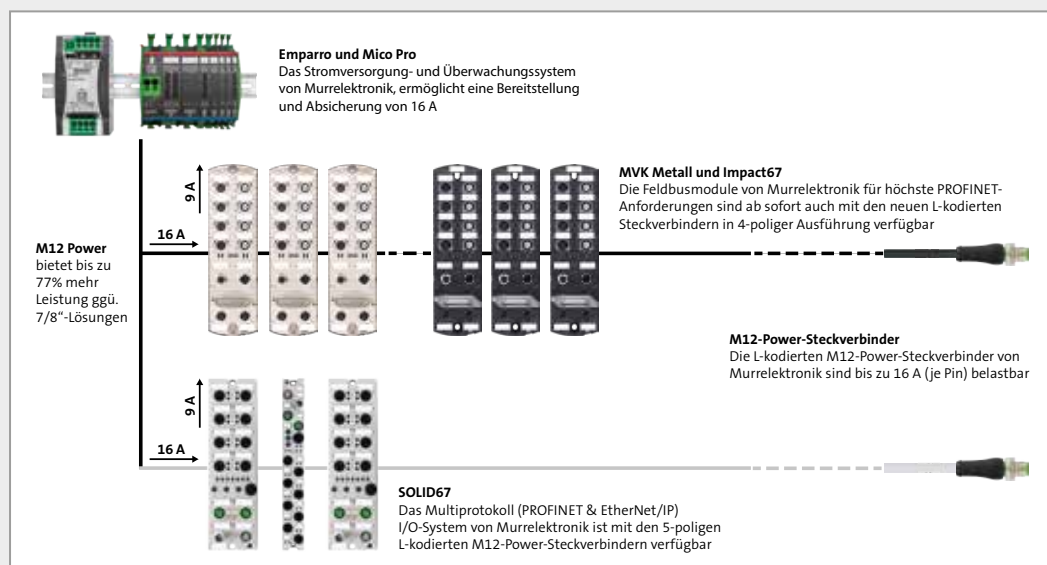 Emparro und Mico Pro
Das Stromversorgung- und Überwachungssystem
von Murrelektronik, ermöglicht eine Bereitstellung
und Absicherung von 16 A
9 A
16 A
MVK Metall und Impact67
Die Feldbusmodule von Murrelektronik für höchste PROFINET-
Anforderungen sind ab sofort auch mit den neuen L-kodierten
Steckverbindern in 4-poliger Ausführung verfügbar
M12 Power
bietet bis zu
77% mehr
Leistung ggü.
7/8“-Lösungen
M12-Power-Steckverbinder
Die L-kodierten M12-Power-Steckverbinder von
Murrelektronik sind bis zu 16 A (je Pin) belastbar
9 A
16 A
SOLID67
Das Multiprotokoll (PROFINET & EtherNet/IP)
I/O-System von Murrelektronik ist mit den 5-poligen
L-kodierten M12-Power-Steckverbindern verfügbar